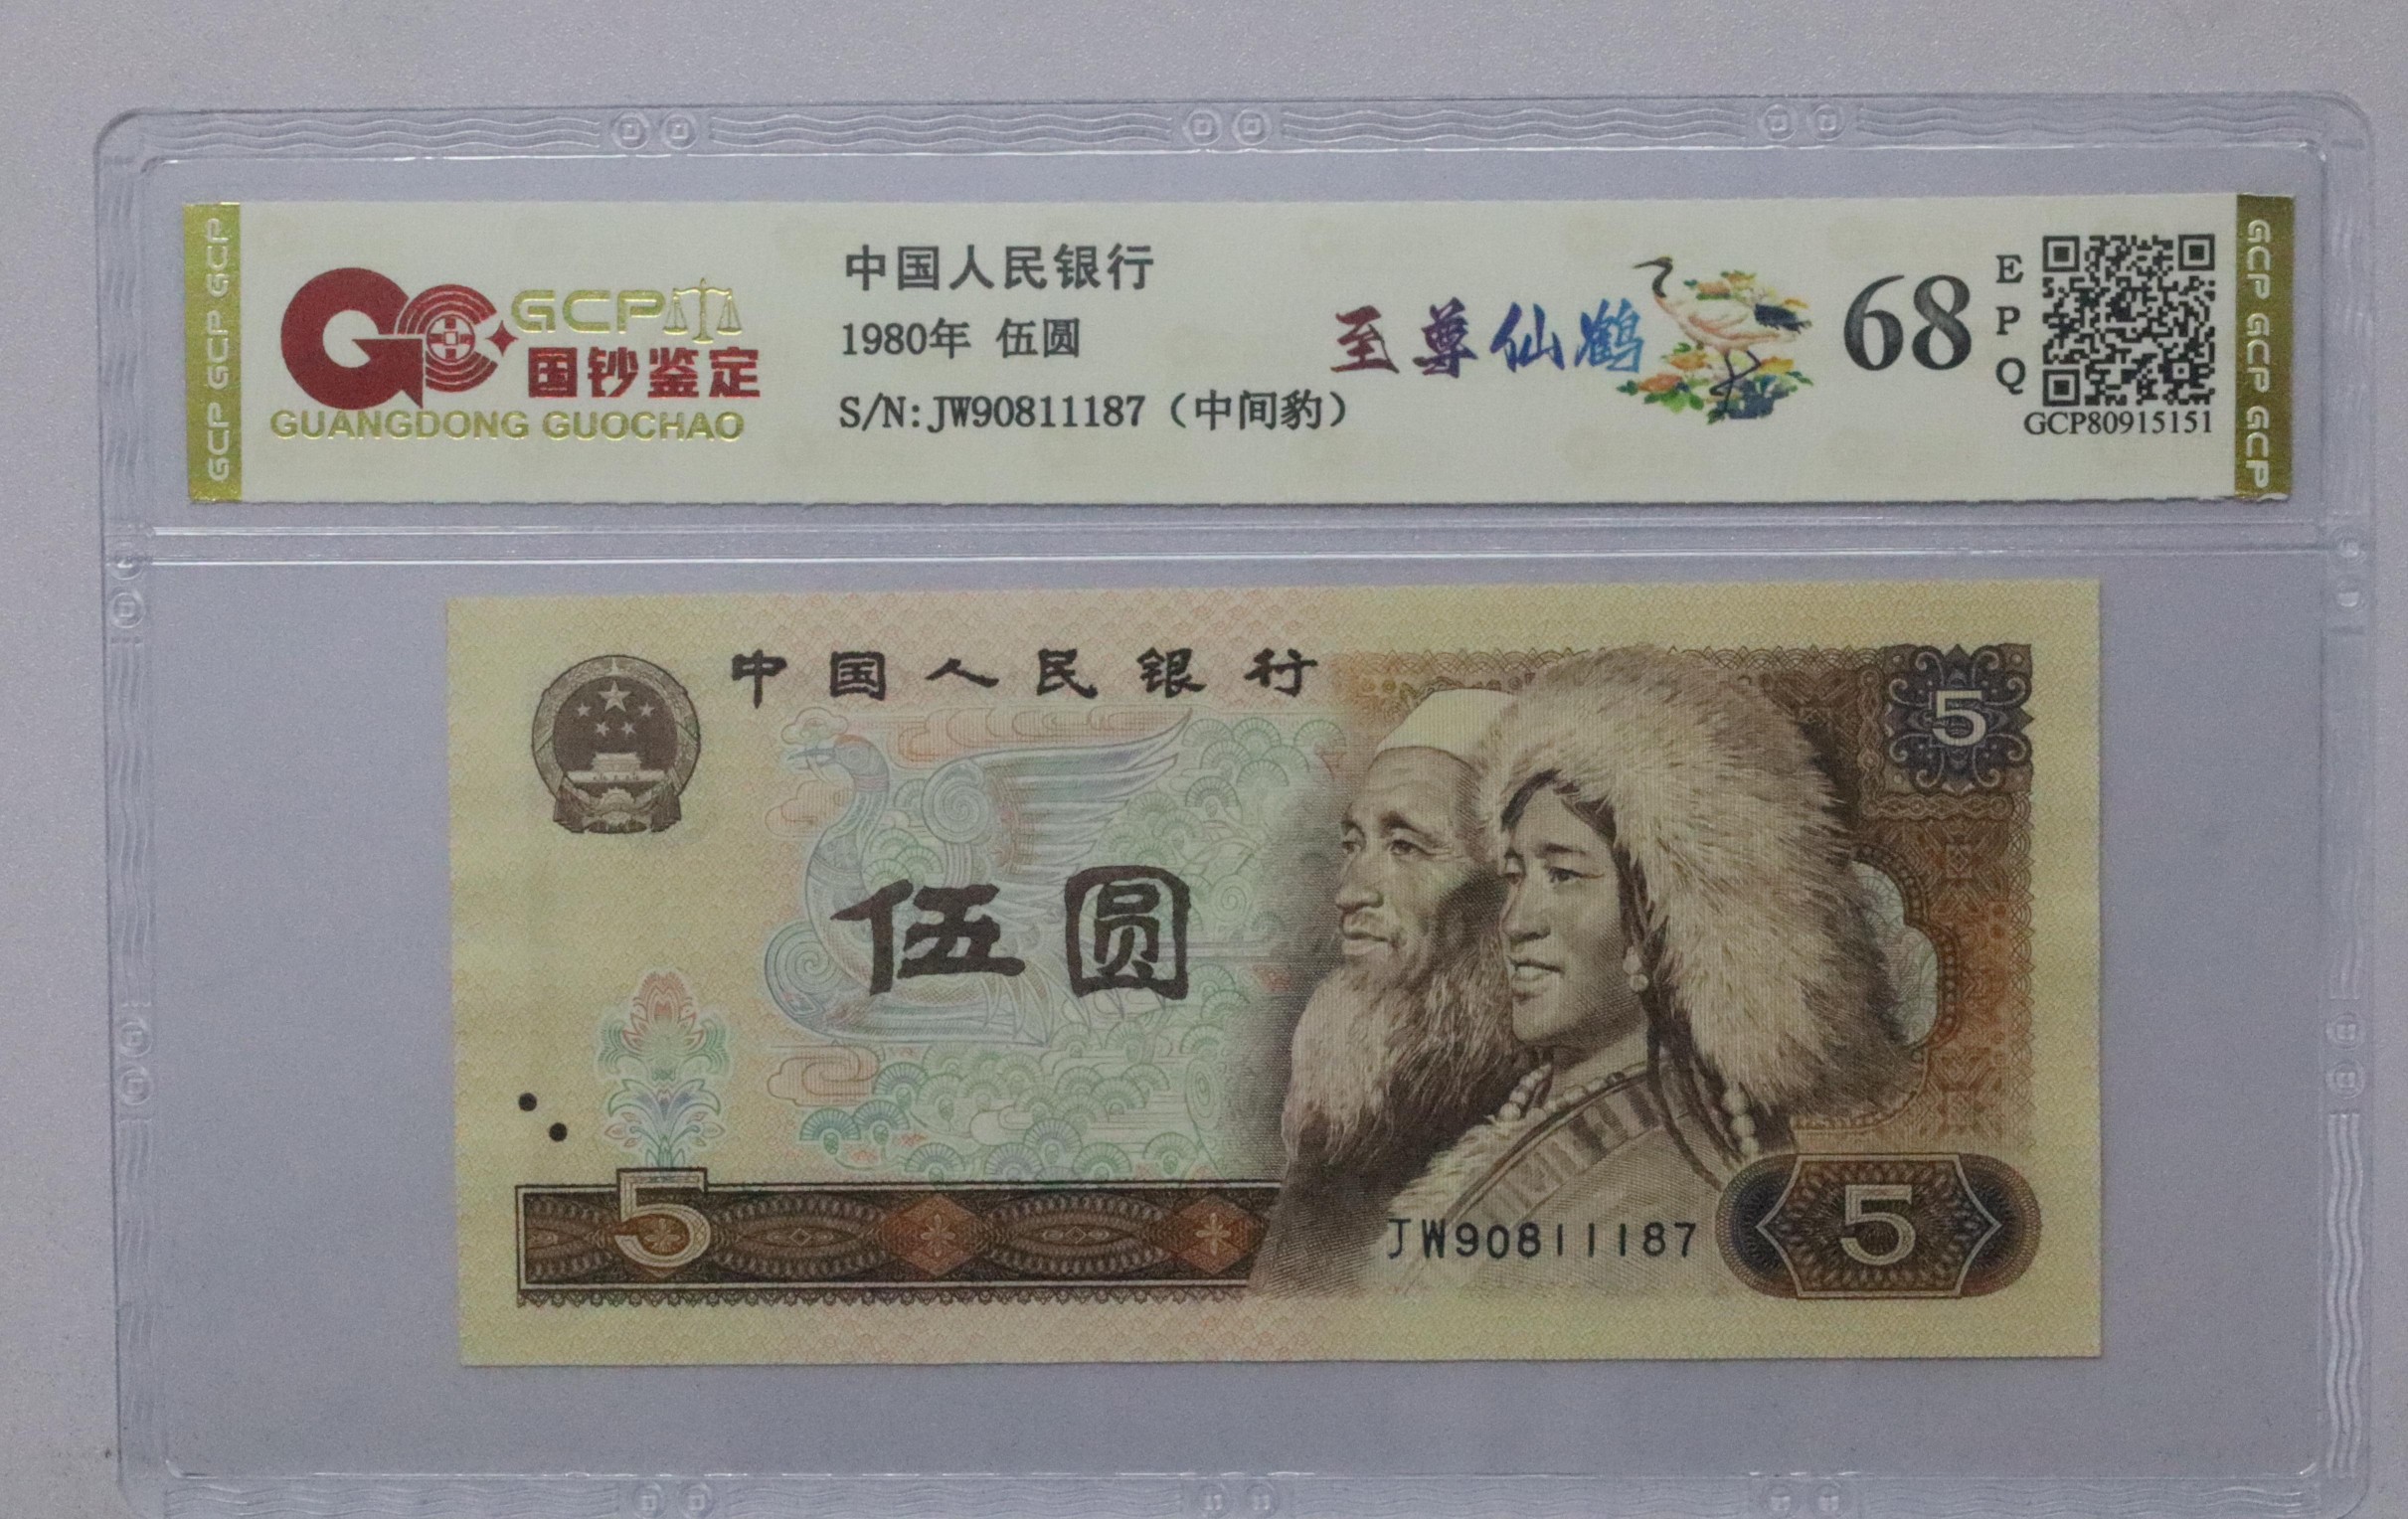 GCP GCP GCP
GCP
国钞鉴定
GUANGDONG GUOCHAO
中国人民银行
1980年 伍圆
S/N:JW90811187（中间豹）
至尊仙鹤
68
EPQ
GCP80915151
GCP GCP GCP
中国人民银行
5
伍圆
5
JW90811187
5